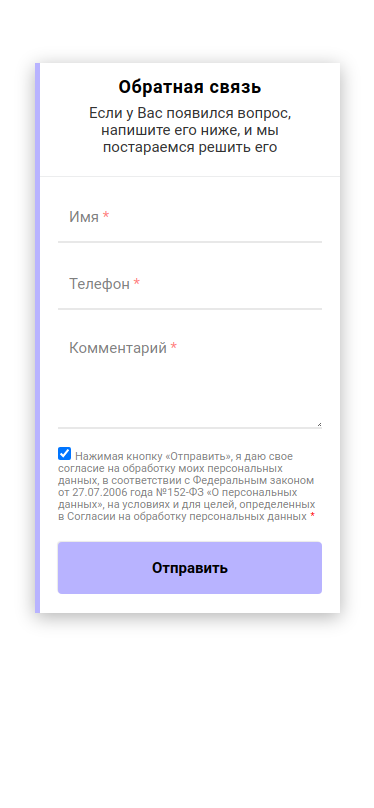 Обратная связь
Если у Вас появился вопрос,
напишите его ниже, и мы
постараемся решить его
Имя *
Телефон *
Комментарий *
Нажимая кнопку «Отправить», я даю свое
согласие на обработку моих персональных
данных, в соответствии с Федеральным законом
от 27.07.2006 года №152-ФЗ «О персональных
данных», на условиях и для целей, определенных
в Согласии на обработку персональных данных *
Отправить